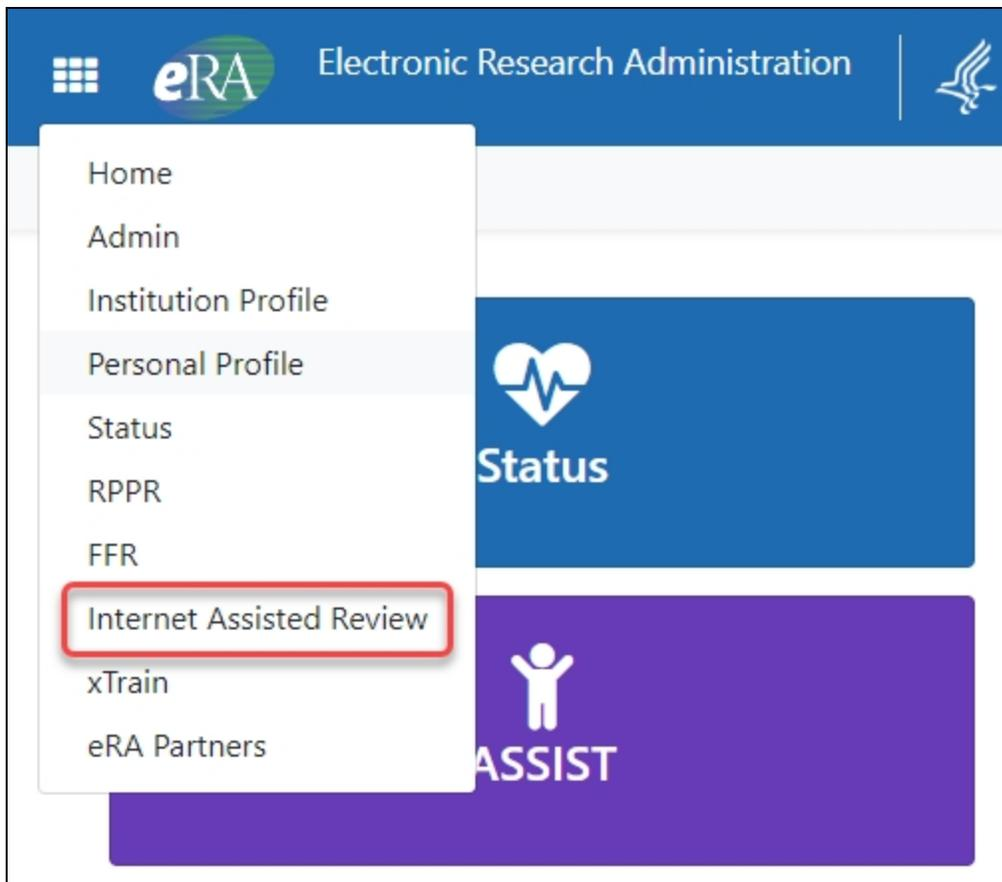 eRA
Electronic Research Administration
Home
Admin
Institution Profile
Personal Profile
Status
RPPR
FFR
Internet Assisted Review
xTrain
eRA Partners
Status
ASSIST